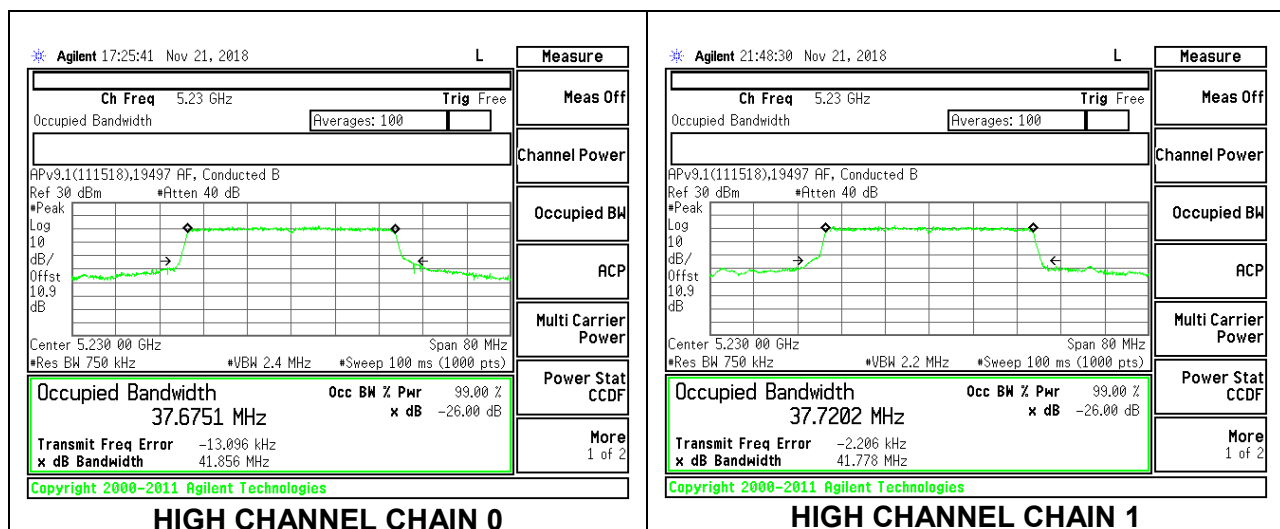 Agilent 17:25:41 Nov 21, 2018 L
Measure
Ch Freq 5.23 GHz Trig Free
Occupied Bandwidth Averages: 100
APv9.1(111518),19497 AF, Conducted B
Ref 30 dBm #Atten 40 dB
#Peak
Log
10
dB/
Offst
10.9
dB
Center 5.230 00 GHz Span 80 MHz
#Res BW 750 kHz #VBW 2.4 MHz #Sweep 100 ms (1000 pts)
Occupied Bandwidth Occ BW % Pwr 99.00 %
37.6751 MHz x dB -26.00 dB
Transmit Freq Error -13.096 kHz
x dB Bandwidth 41.856 MHz
Copyright 2000-2011 Agilent Technologies
Meas Off
Channel Power
Occupied BW
ACP
Multi Carrier
Power
Power Stat
CCDF
More
1 of 2
HIGH CHANNEL CHAIN 0
Agilent 21:48:30 Nov 21, 2018 L
Measure
Ch Freq 5.23 GHz Trig Free
Occupied Bandwidth Averages: 100
APv9.1(111518),19497 AF, Conducted B
Ref 30 dBm #Atten 40 dB
#Peak
Log
10
dB/
Offst
10.9
dB
Center 5.230 00 GHz Span 80 MHz
#Res BW 750 kHz #VBW 2.2 MHz #Sweep 100 ms (1000 pts)
Occupied Bandwidth Occ BW % Pwr 99.00 %
37.7202 MHz x dB -26.00 dB
Transmit Freq Error -2.206 kHz
x dB Bandwidth 41.778 MHz
Copyright 2000-2011 Agilent Technologies
Meas Off
Channel Power
Occupied BW
ACP
Multi Carrier
Power
Power Stat
CCDF
More
1 of 2
HIGH CHANNEL CHAIN 1